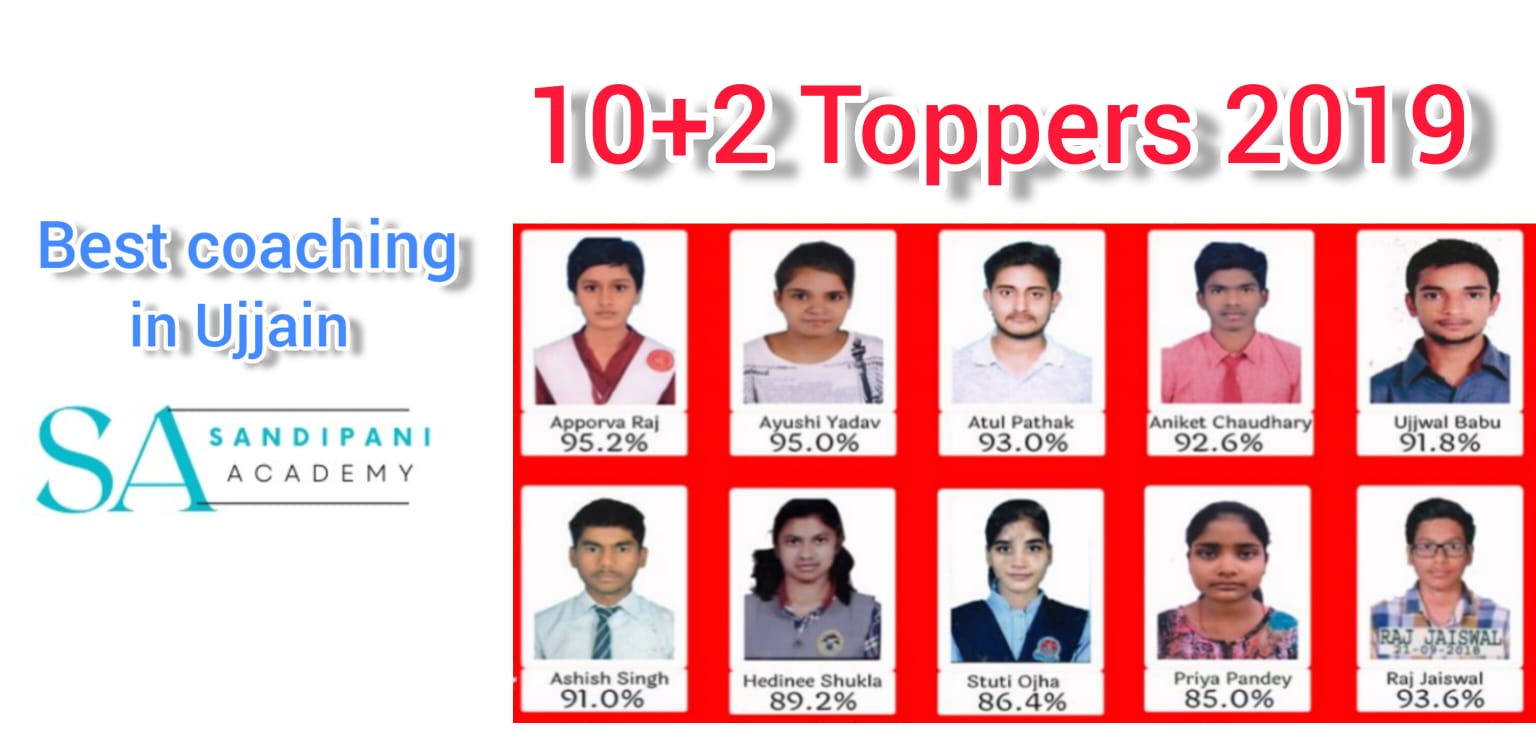 10+2 Toppers 2019
Best coaching
in Ujjain
SA
SANDIPANI
ACADEMY
Apporva Raj
95.2%
Ayushi Yadav
95.0%
Atul Pathak
93.0%
Aniket Chaudhary
92.6%
Ujjwal Babu
91.8%
Ashish Singh
91.0%
Hedinee Shukla
89.2%
Stuti Ojha
86.4%
Priya Pandey
85.0%
RAJ JAISWAL
21-09-2018
Raj Jaiswal
93.6%